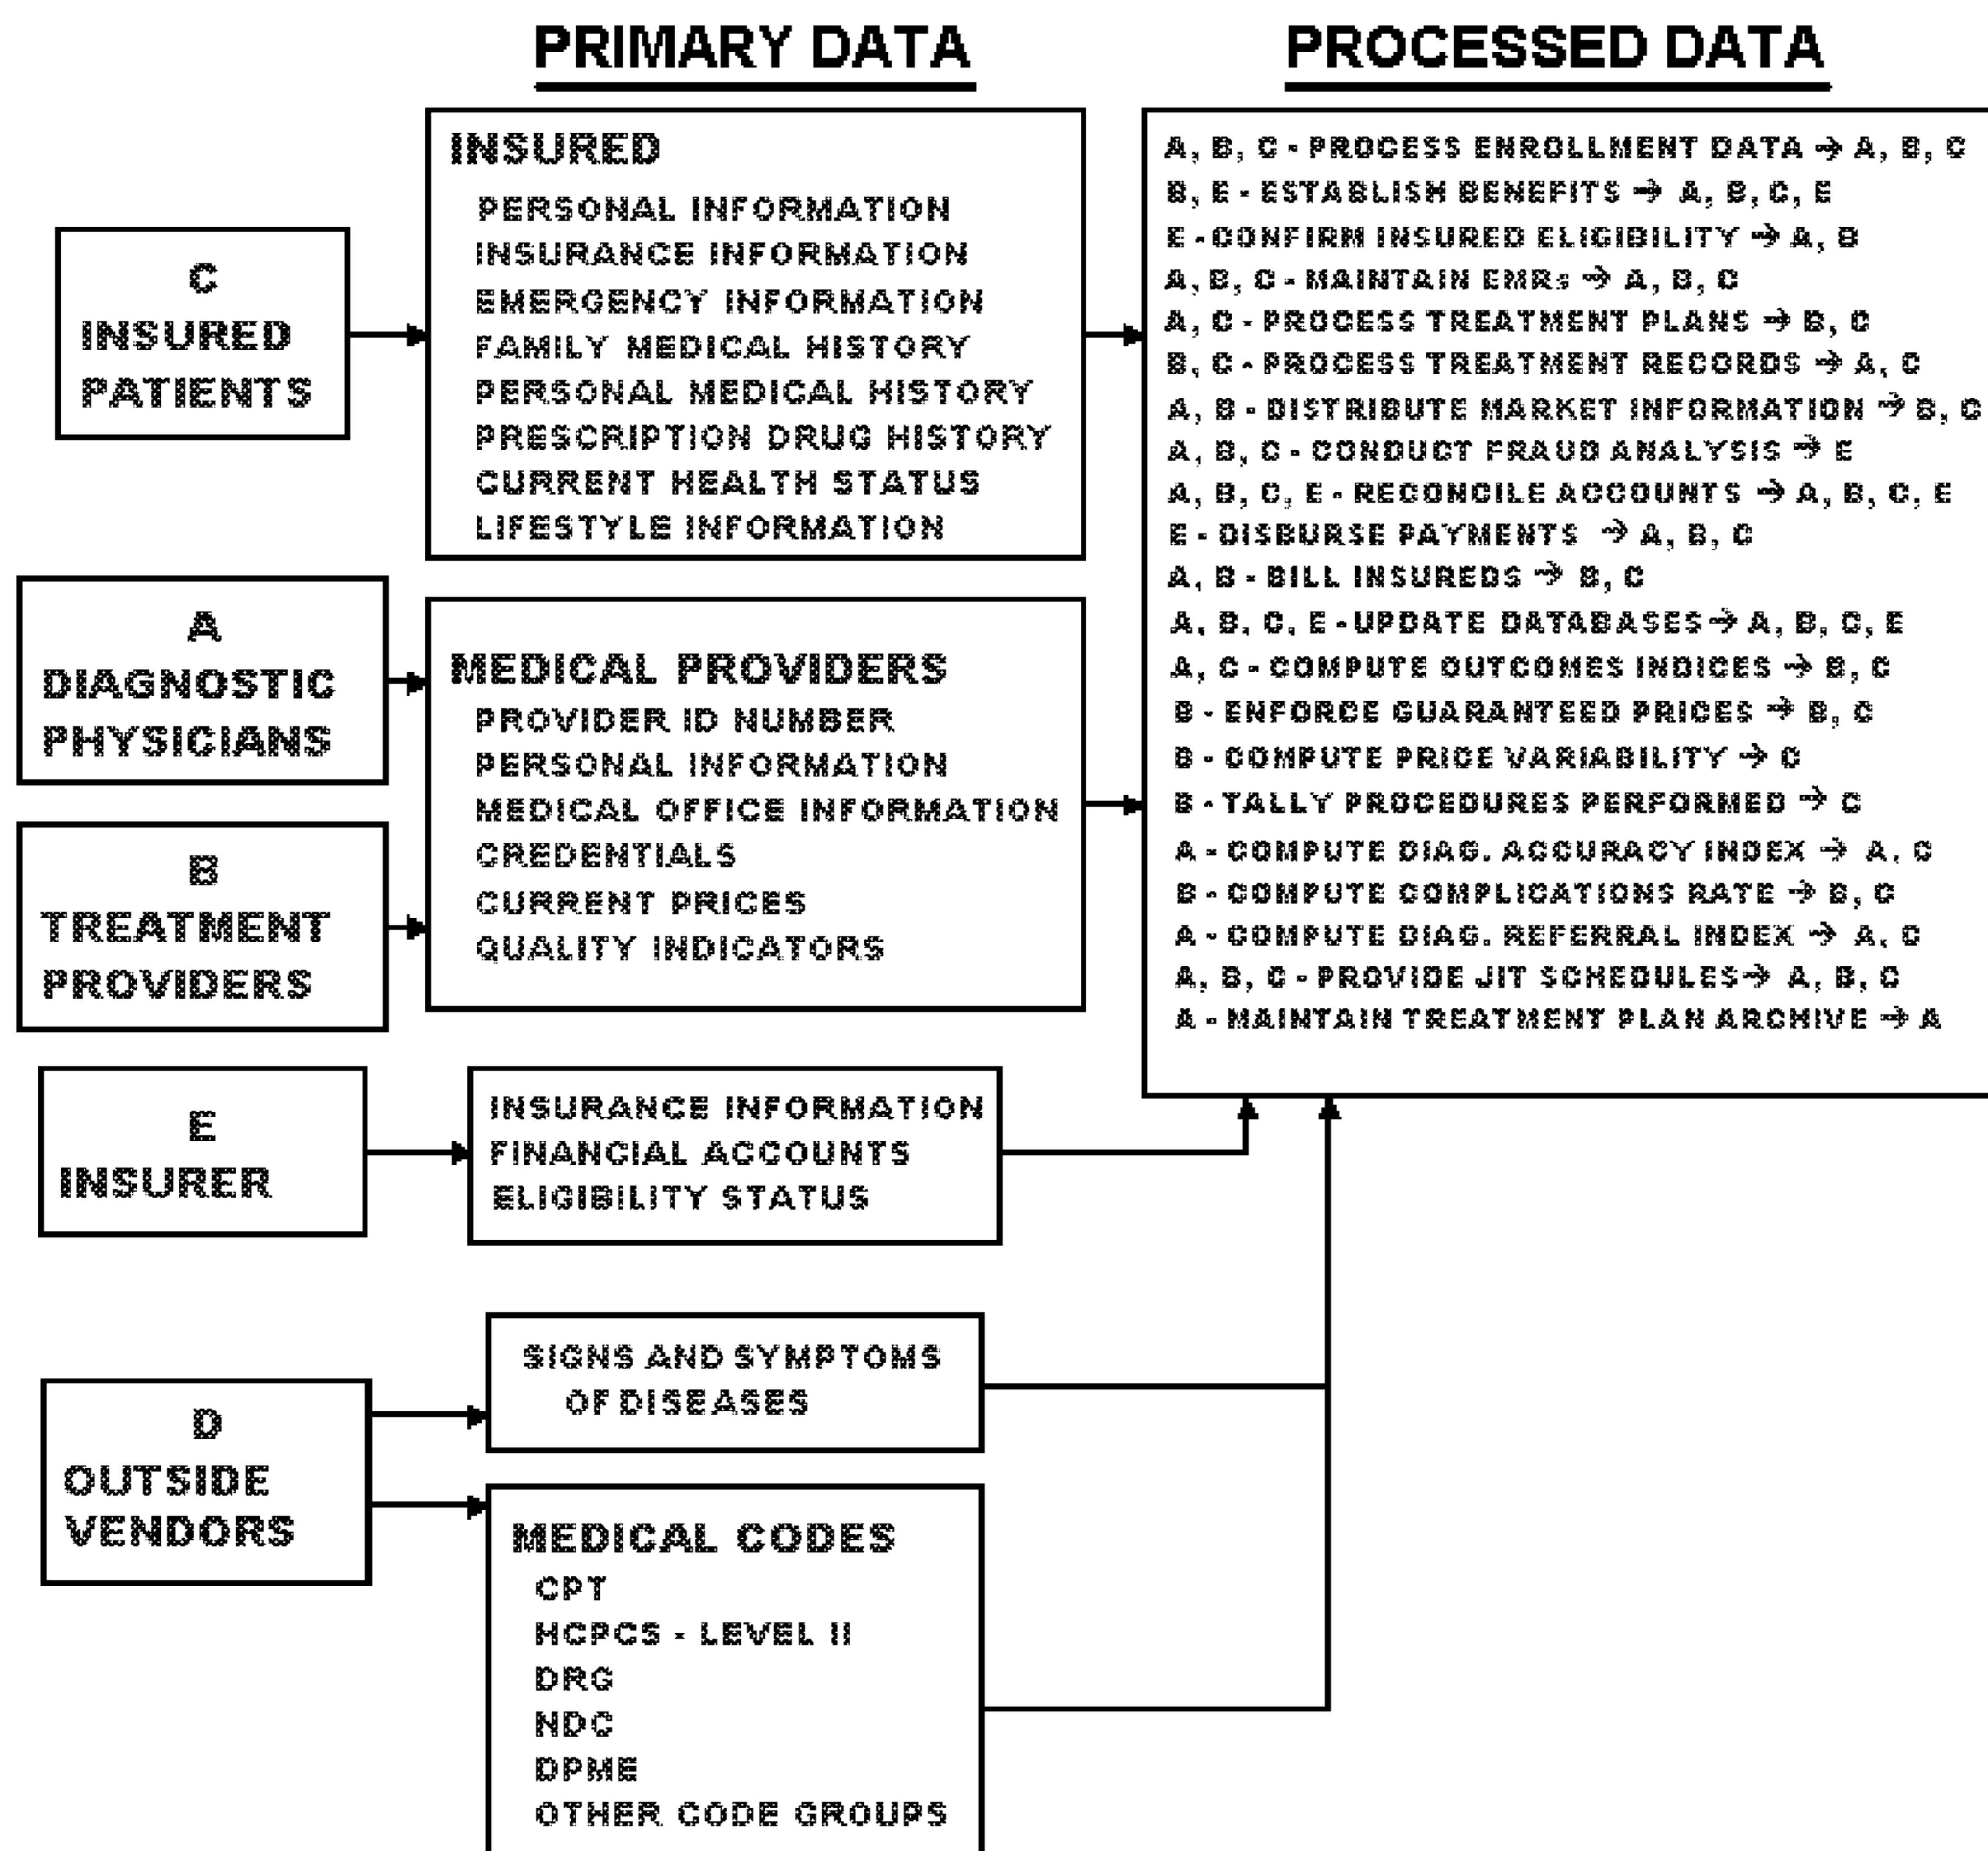 PRIMARY DATA
PROCESSED DATA
C
INSURED
PATIENTS
INSURED
PERSONAL INFORMATION
INSURANCE INFORMATION
EMERGENCY INFORMATION
FAMILY MEDICAL HISTORY
PERSONAL MEDICAL HISTORY
PRESCRIPTION DRUG HISTORY
CURRENT HEALTH STATUS
LIFESTYLE INFORMATION
A
DIAGNOSTIC
PHYSICIANS
B
TREATMENT
PROVIDERS
MEDICAL PROVIDERS
PROVIDER ID NUMBER
PERSONAL INFORMATION
MEDICAL OFFICE INFORMATION
CREDENTIALS
CURRENT PRICES
QUALITY INDICATORS
A, B, C - PROCESS ENROLLMENT DATA → A, B, C
B, E - ESTABLISH BENEFITS → A, B, C, E
E - CONFIRM INSURED ELIGIBILITY → A, B
A, B, C - MAINTAIN EMRs → A, B, C
A, C - PROCESS TREATMENT PLANS → B, C
B, C - PROCESS TREATMENT RECORDS → A, C
A, B - DISTRIBUTE MARKET INFORMATION → B, C
A, B, C - CONDUCT FRAUD ANALYSIS → E
A, B, C, E - RECONCILE ACCOUNTS → A, B, C, E
E - DISBURSE PAYMENTS → A, B, C
A, B - BILL INSUREDS → B, C
A, B, C, E - UPDATE DATABASES → A, B, C, E
A, C - COMPUTE OUTCOMES INDICES → B, C
B - ENFORCE GUARANTEED PRICES → B, C
B - COMPUTE PRICE VARIABILITY → C
B - TALLY PROCEDURES PERFORMED → C
A - COMPUTE DIAG. ACCURACY INDEX → A, C
B - COMPUTE COMPLICATIONS RATE → B, C
A - COMPUTE DIAG. REFERRAL INDEX → A, C
A, B, C - PROVIDE JIT SCHEDULES → A, B, C
A - MAINTAIN TREATMENT PLAN ARCHIVE → A
E
INSURER
INSURANCE INFORMATION
FINANCIAL ACCOUNTS
ELIGIBILITY STATUS
D
OUTSIDE
VENDORS
SIGNS AND SYMPTOMS
OF DISEASES
MEDICAL CODES
CPT
HCPCS - LEVEL II
DRG
NDC
DPME
OTHER CODE GROUPS